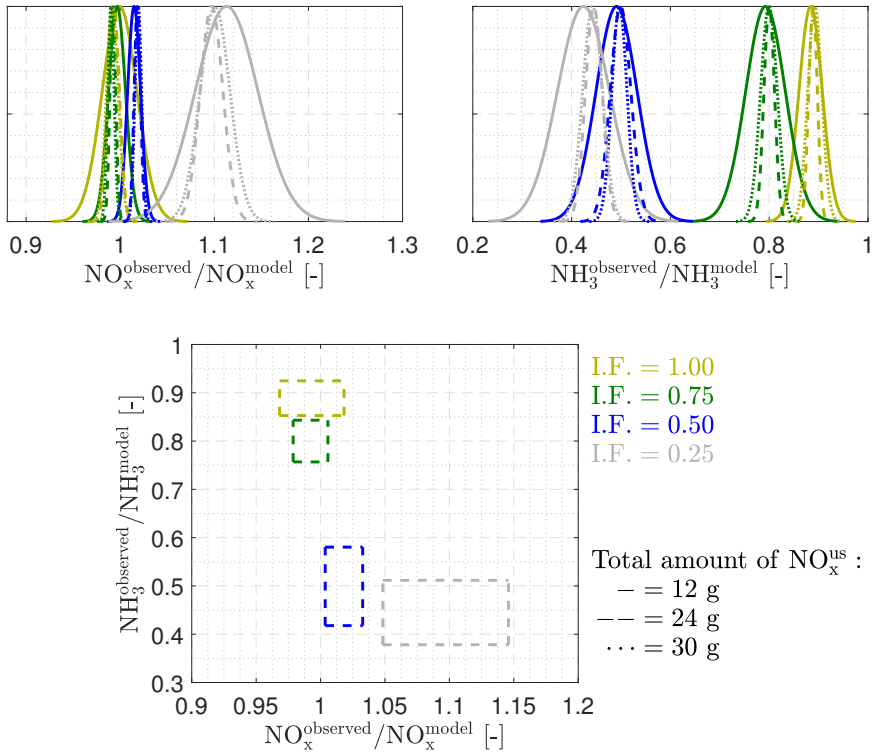 0.9 1 1.1 1.2 1.3
NOₓᵒᵇˢᵉʳᵛᵉᵈ/NOₓᵐᵒᵈᵉˡ [-]
0.2 0.4 0.6 0.8 1
NH₃ᵒᵇˢᵉʳᵛᵉᵈ/NH₃ᵐᵒᵈᵉˡ [-]
1
0.9
0.8
0.7
0.6
0.5
0.4
0.3
NH₃ᵒᵇˢᵉʳᵛᵉᵈ/NH₃ᵐᵒᵈᵉˡ [-]
0.9 0.95 1 1.05 1.1 1.15 1.2
NOₓᵒᵇˢᵉʳᵛᵉᵈ/NOₓᵐᵒᵈᵉˡ [-]
I.F. = 1.00
I.F. = 0.75
I.F. = 0.50
I.F. = 0.25
Total amount of NOₓᵘˢ :
− = 12 g
−− = 24 g
··· = 30 g